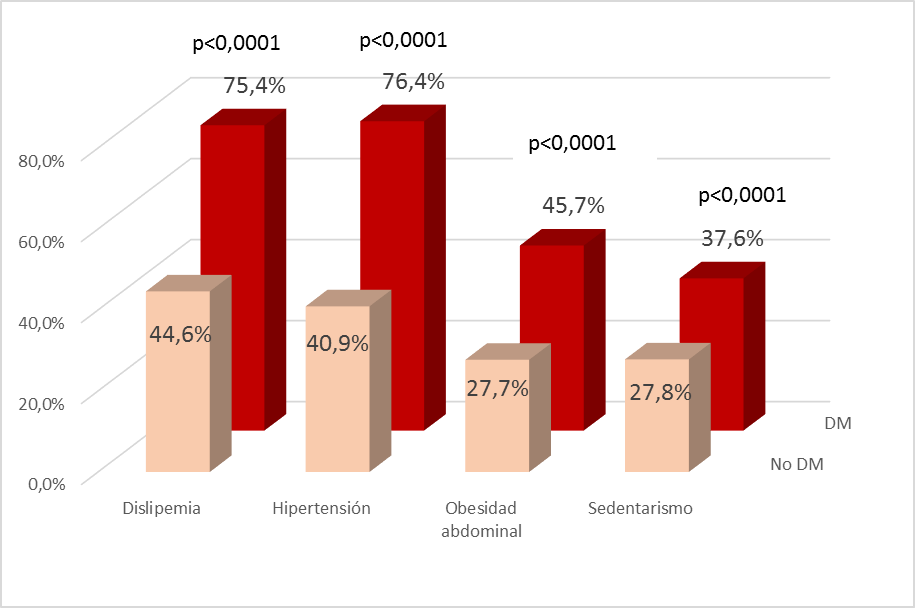 p<0,0001
p<0,0001
75,4%
76,4%
p<0,0001
80,0%
p<0,0001
45,7%
37,6%
60,0%
40,0%
44,6%
40,9%
27,7%
27,8%
20,0%
DM
No DM
0,0%
Dislipemia
Hipertensión
Obesidad
abdominal
Sedentarismo